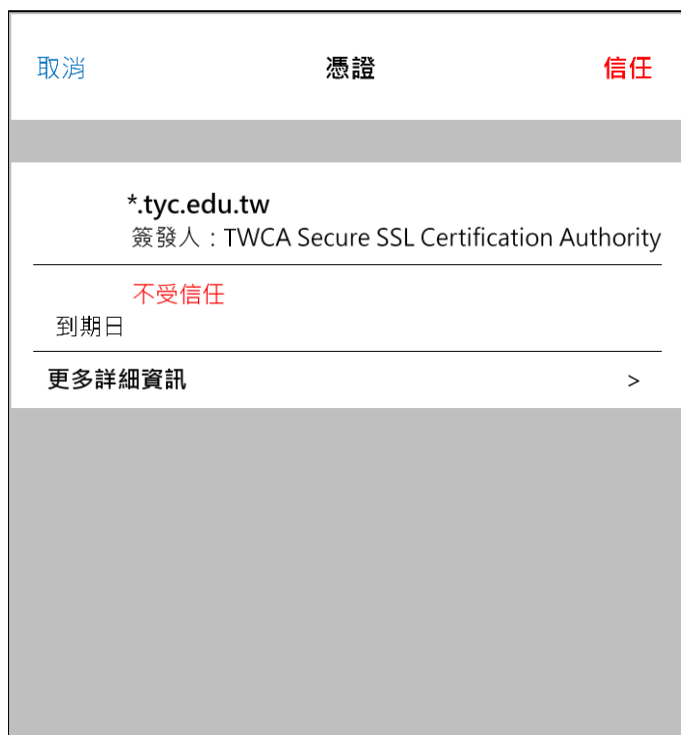 取消 憑證 信任
*.tyc.edu.tw
簽發人：TWCA Secure SSL Certification Authority
不受信任
到期日
更多詳細資訊 >